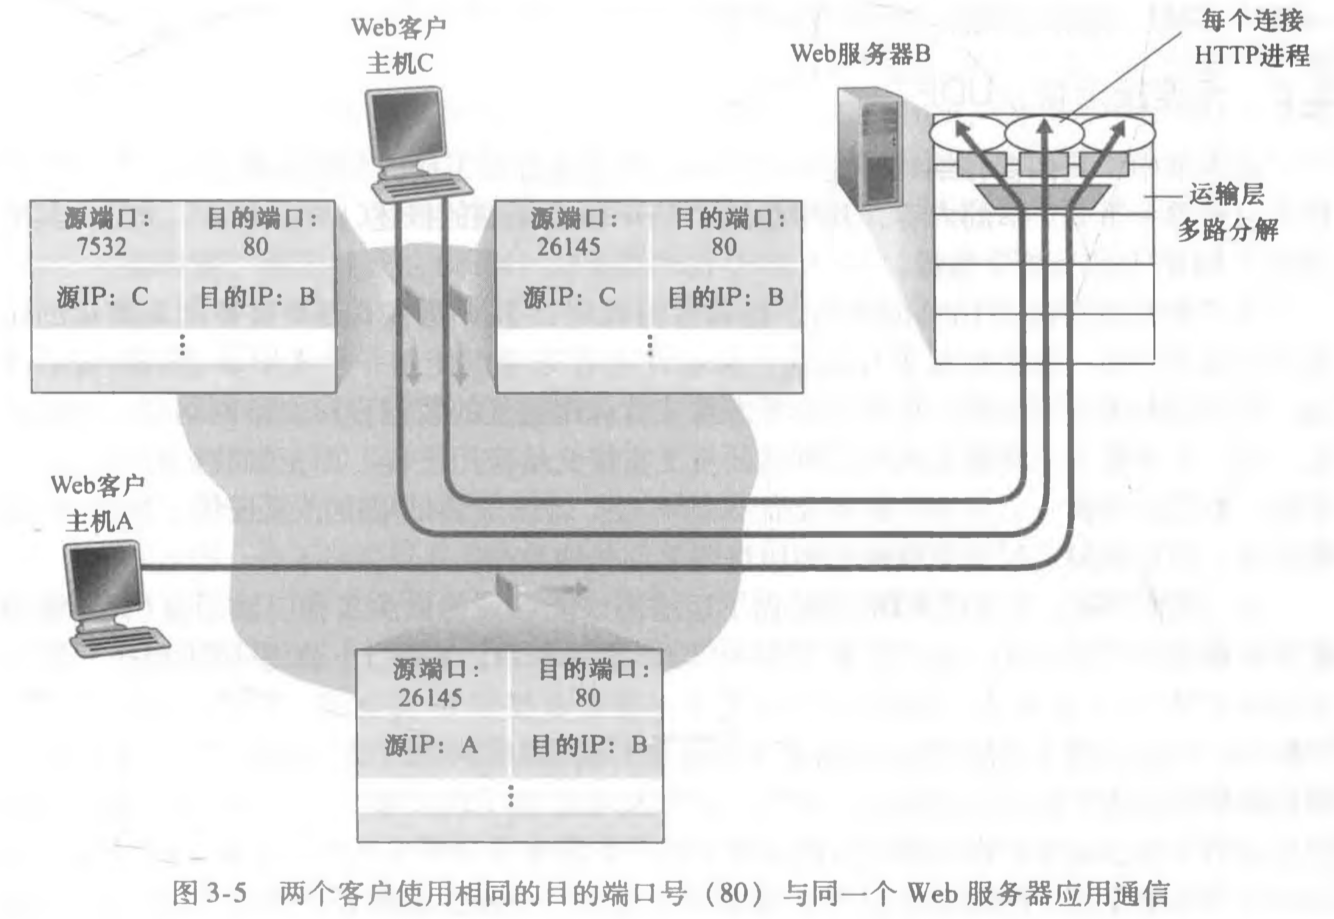 Web客户
主机C
Web服务器B
每个连接
HTTP进程
运输层
多路分解
源端口: 目的端口:
7532 80
源IP: C 目的IP: B
⋮
源端口: 目的端口:
26145 80
源IP: C 目的IP: B
⋮
Web客户
主机A
源端口: 目的端口:
26145 80
源IP: A 目的IP: B
⋮
图 3-5 两个客户使用相同的目的端口号（80）与同一个 Web 服务器应用通信